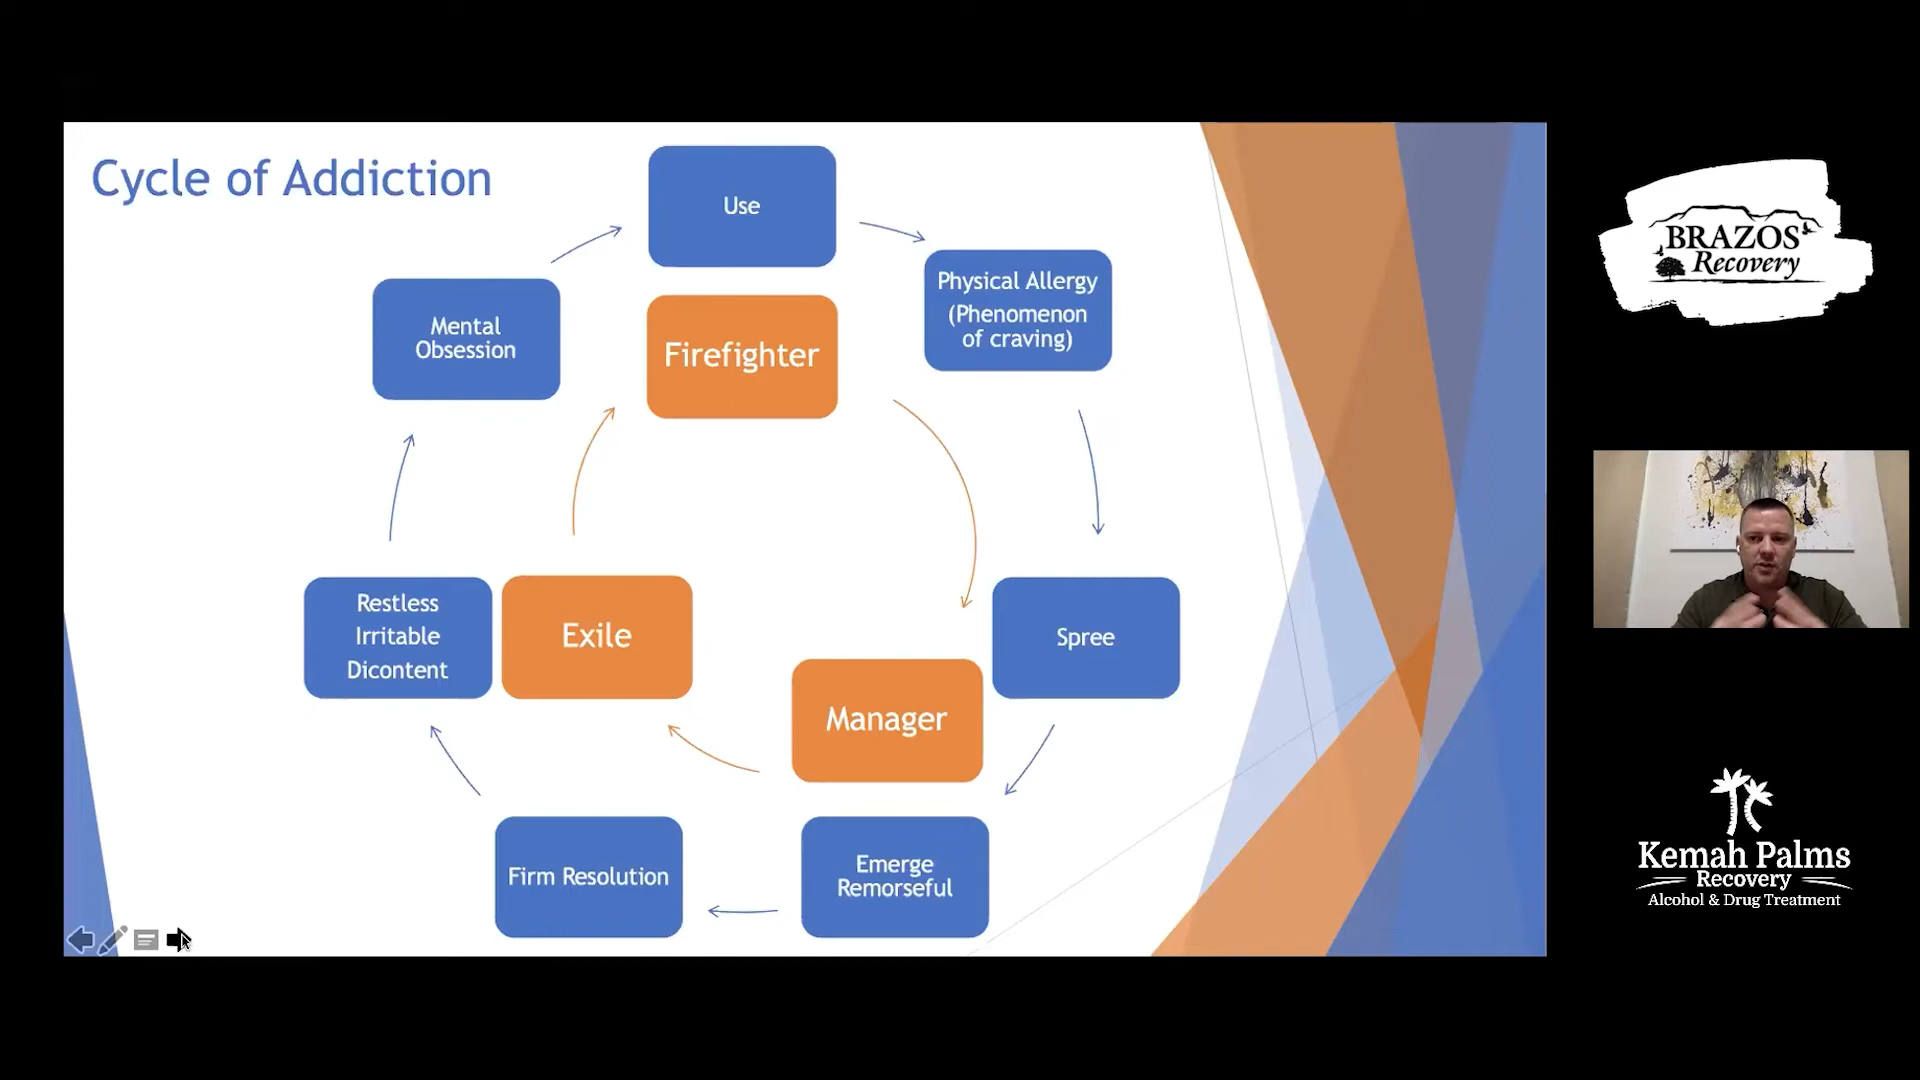 Cycle of Addiction
Use
Physical Allergy
(Phenomenon
of craving)
Spree
Emerge
Remorseful
Firm Resolution
Restless
Irritable
Dicontent
Mental
Obsession
Firefighter
Manager
Exile
BRAZOS
Recovery
Kemah Palms
Recovery
Alcohol & Drug Treatment